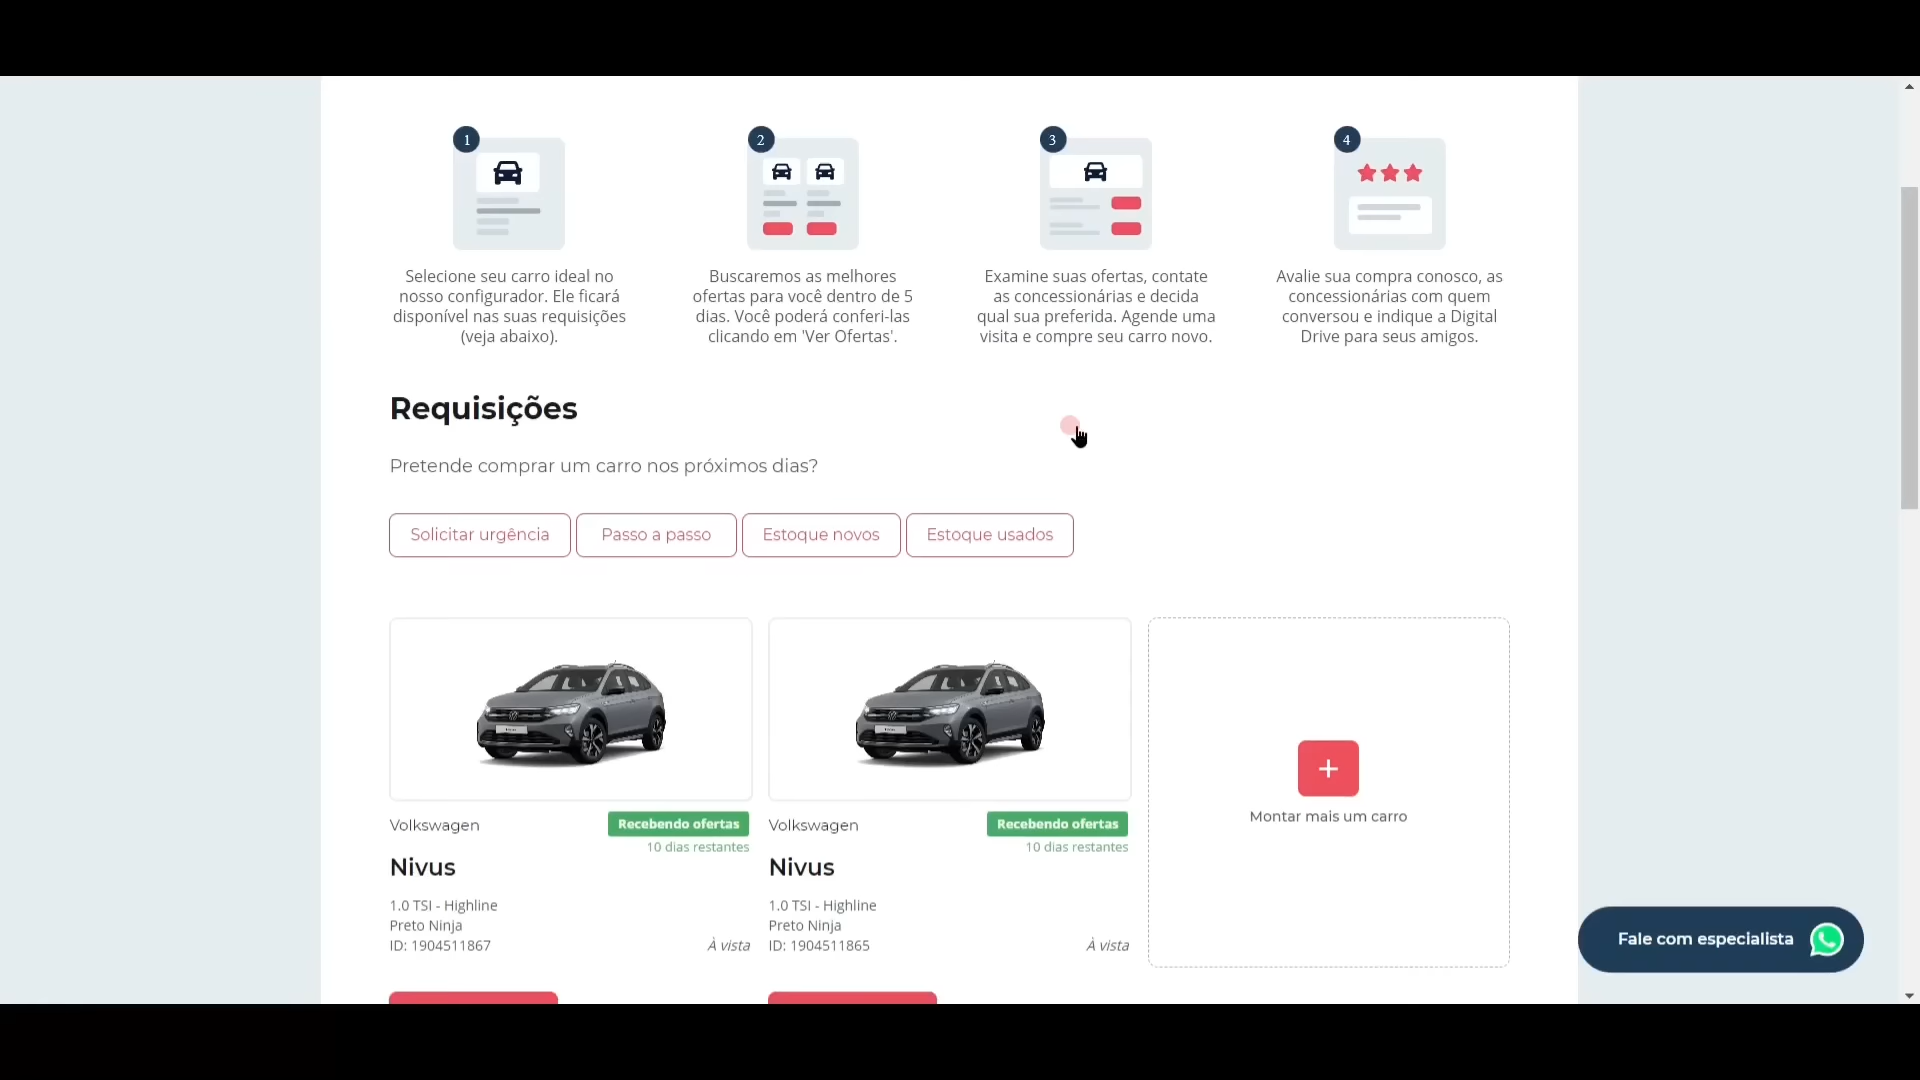 1
2
3
4
Selecione seu carro ideal no
nosso configurador. Ele ficará
disponível nas suas requisições
(veja abaixo).
Buscaremos as melhores
ofertas para você dentro de 5
dias. Você poderá conferi-las
clicando em 'Ver Ofertas'.
Examine suas ofertas, contate
as concessionárias e decida
qual sua preferida. Agende uma
visita e compre seu carro novo.
Avalie sua compra conosco, as
concessionárias com quem
conversou e indique a Digital
Drive para seus amigos.
Requisições
Pretende comprar um carro nos próximos dias?
Solicitar urgência
Passo a passo
Estoque novos
Estoque usados
Volkswagen
Recebendo ofertas
10 dias restantes
Nivus
1.0 TSI - Highline
Preto Ninja
ID: 1904511867
À vista
Volkswagen
Recebendo ofertas
10 dias restantes
Nivus
1.0 TSI - Highline
Preto Ninja
ID: 1904511865
À vista
Montar mais um carro
Fale com especialista